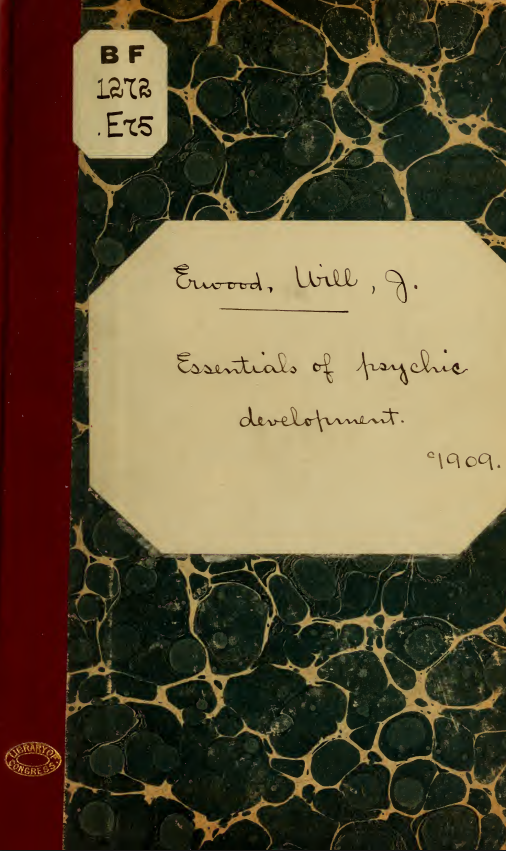 BF
1272
.E75
Erwood, Will, J.
Essentials of psychic
development.
c1909.
LIBRARY OF
CONGRESS